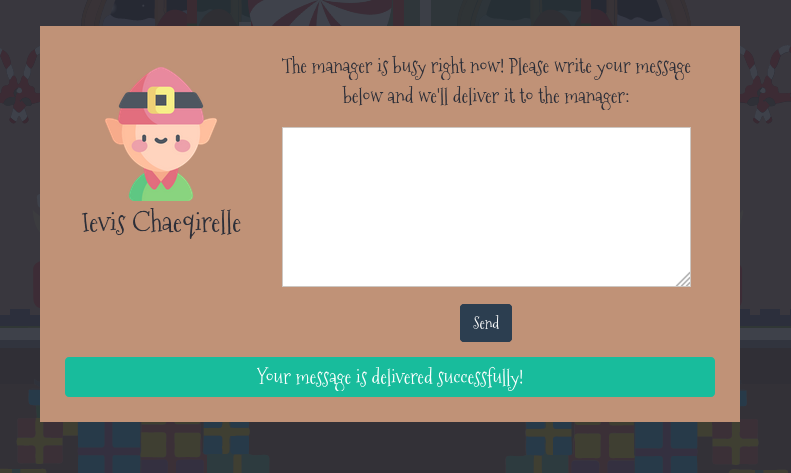 The manager is busy right now! Please write your message
below and we'll deliver it to the manager:
Ievis Chaeqirelle
Send
Your message is delivered successfully!